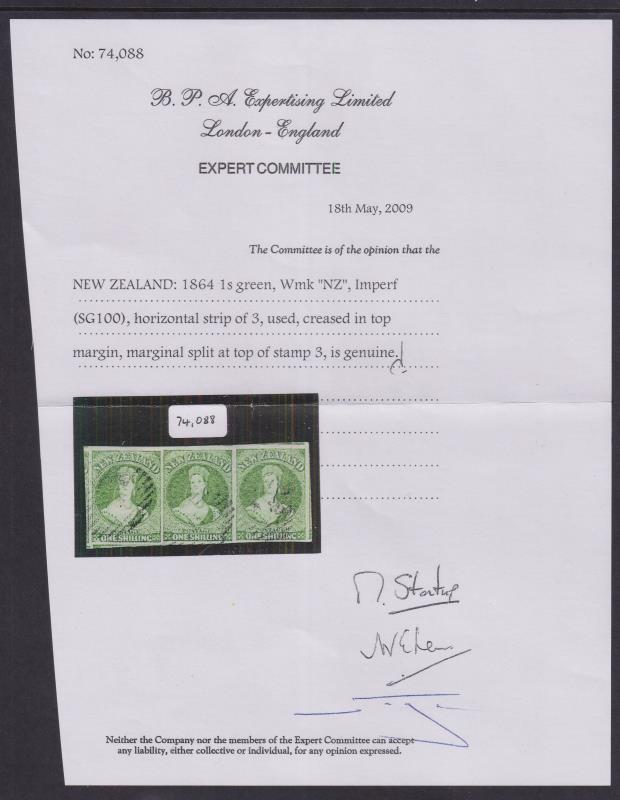 No: 74,088
B. P. A. Expertising Limited
London - England
EXPERT COMMITTEE
18th May, 2009
The Committee is of the opinion that the
NEW ZEALAND: 1864 1s green, Wmk "NZ", Imperf
(SG100), horizontal strip of 3, used, creased in top
margin, marginal split at top of stamp 3, is genuine.
74,088
NEW ZEALAND NEW ZEALAND NEW ZEALAND
POSTAGE
ONE SHILLING ONE SHILLING ONE SHILLING
Neither the Company nor the members of the Expert Committee can accept
any liability, either collective or individual, for any opinion expressed.